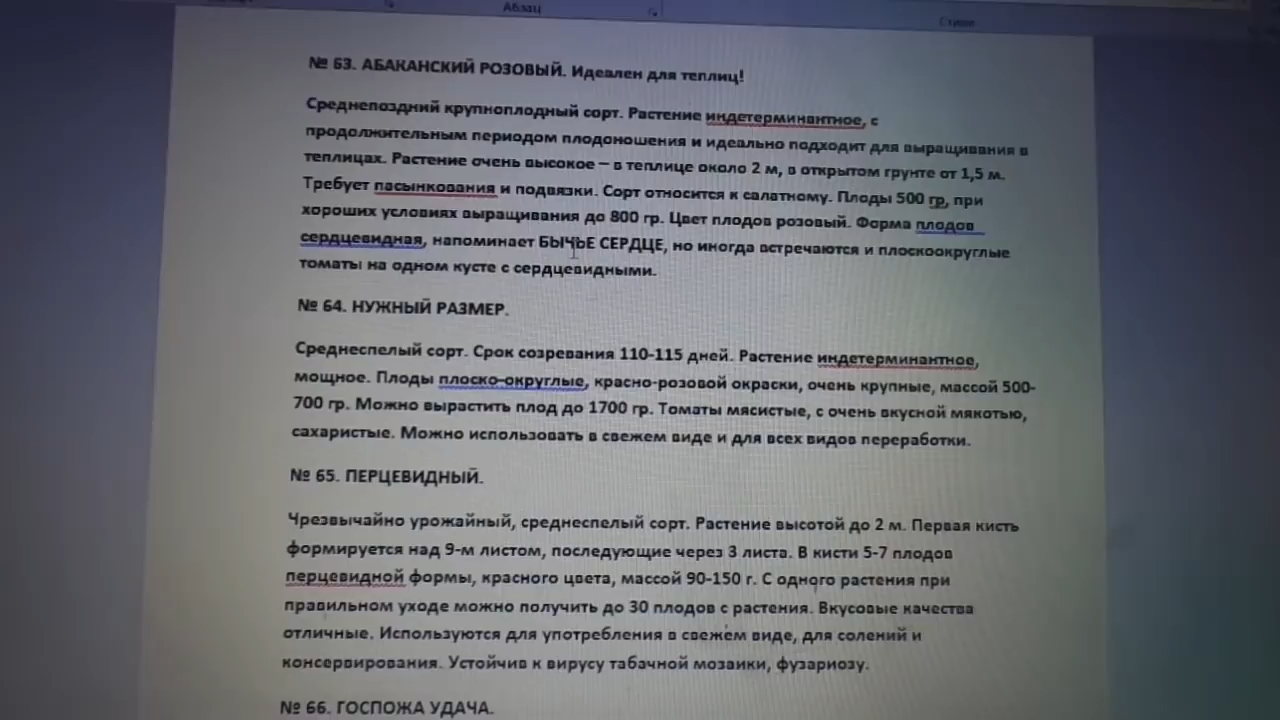 Абзац
№ 63. АБАКАНСКИЙ РОЗОВЫЙ. Идеален для теплиц!
Среднепоздний крупноплодный сорт. Растение индетерминантное, с
продолжительным периодом плодоношения и идеально подходит для выращивания в
теплицах. Растение очень высокое – в теплице около 2 м, в открытом грунте от 1,5 м.
Требует пасынкования и подвязки. Сорт относится к салатному. Плоды 500 гр, при
хороших условиях выращивания до 800 гр. Цвет плодов розовый. Форма плодов
сердцевидная, напоминает БЫЧЬЕ СЕРДЦЕ, но иногда встречаются и плоскоокруглые
томаты на одном кусте с сердцевидными.
№ 64. НУЖНЫЙ РАЗМЕР.
Среднеспелый сорт. Срок созревания 110-115 дней. Растение индетерминантное,
мощное. Плоды плоско-округлые, красно-розовой окраски, очень крупные, массой 500-
700 гр. Можно вырастить плод до 1700 гр. Томаты мясистые, с очень вкусной мякотью,
сахаристые. Можно использовать в свежем виде и для всех видов переработки.
№ 65. ПЕРЦЕВИДНЫЙ.
Чрезвычайно урожайный, среднеспелый сорт. Растение высотой до 2 м. Первая кисть
формируется над 9-м листом, последующие через 3 листа. В кисти 5-7 плодов
перцевидной формы, красного цвета, массой 90-150 г. С одного растения при
правильном уходе можно получить до 30 плодов с растения. Вкусовые качества
отличные. Используются для употребления в свежем виде, для солений и
консервирования. Устойчив к вирусу табачной мозаики, фузариозу.
№ 66. ГОСПОЖА УДАЧА.